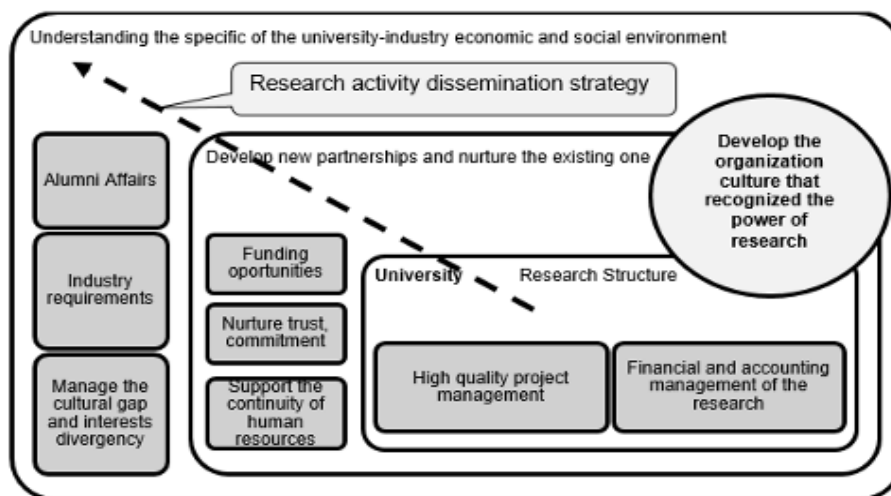 Understanding the specific of the university-industry economic and social environment
Research activity dissemination strategy
Develop the
organization
culture that
recognized the
power of
research
Develop new partnerships and nurture the existing one
Alumni Affairs
Industry
requirements
Manage the
cultural gap
and interests
divergency
Funding
oportunities
Nurture trust,
commitment
Support the
continuity of
human
resources
University Research Structure
High quality project
management
Financial and accounting
management of the
research